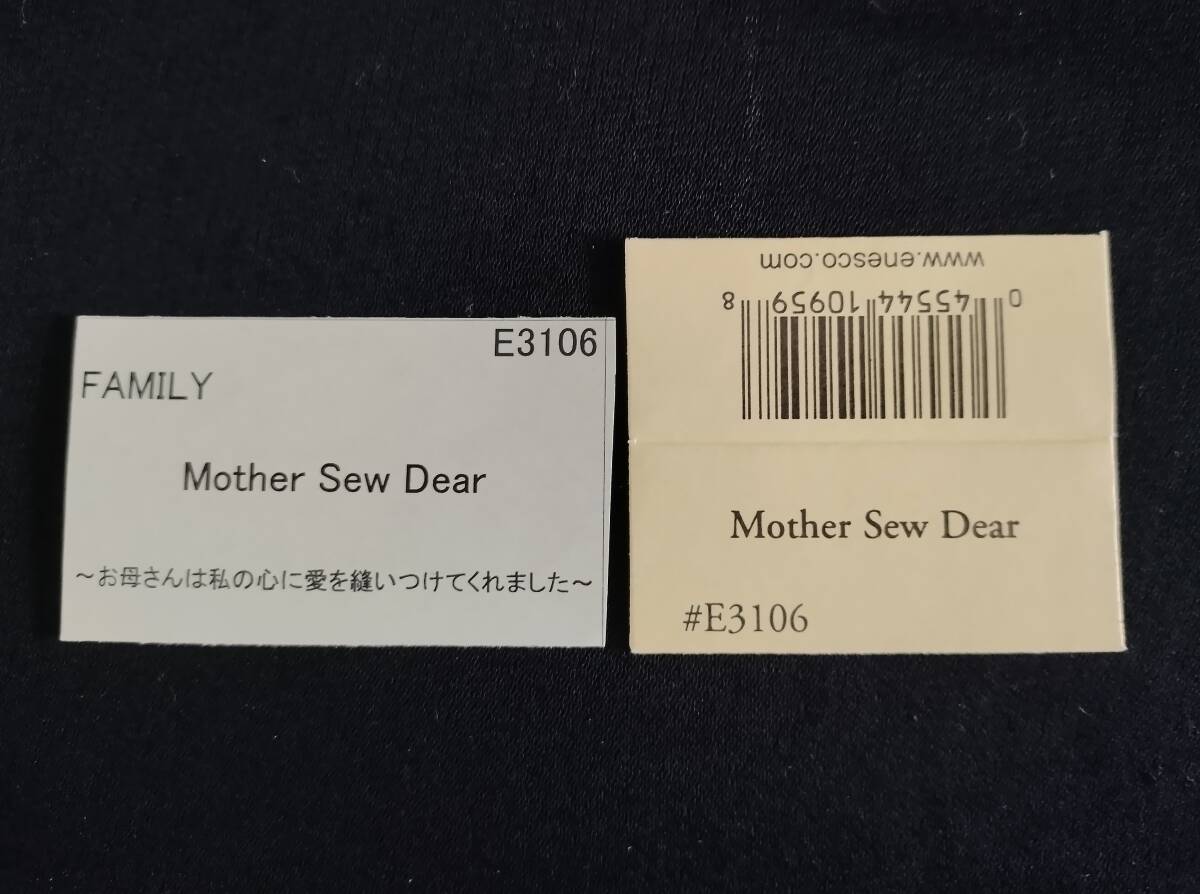 E3106
FAMILY
Mother Sew Dear
～お母さんは私の心に愛を縫いつけてくれました～
www.enesco.com
0 45544 10959 8
Mother Sew Dear
#E3106